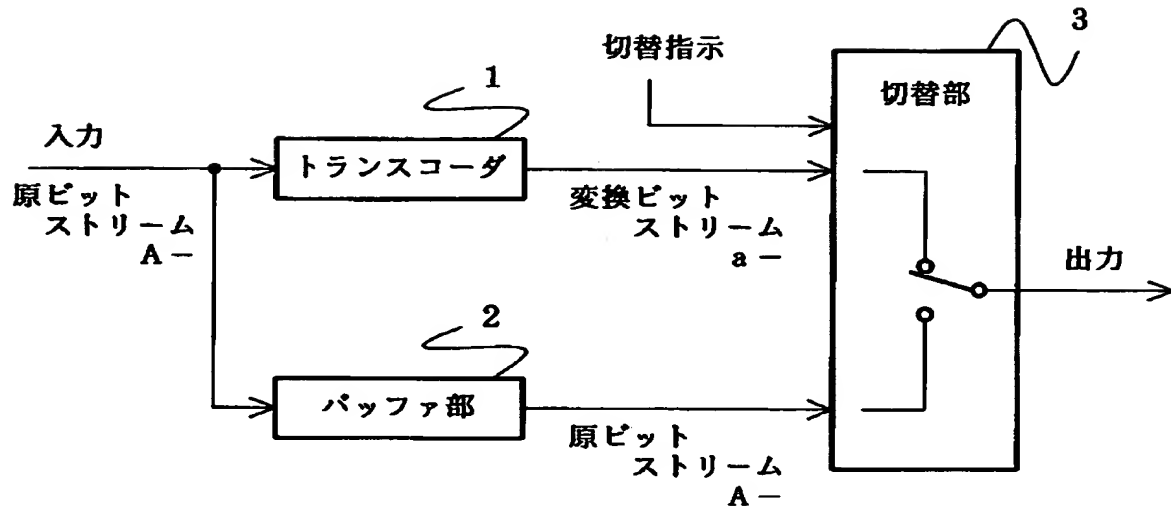 3
切替指示
切替部
1
入力
トランスコーダ
原ビット
ストリーム
A－
変換ビット
ストリーム
a－
出力
2
バッファ部
原ビット
ストリーム
A－